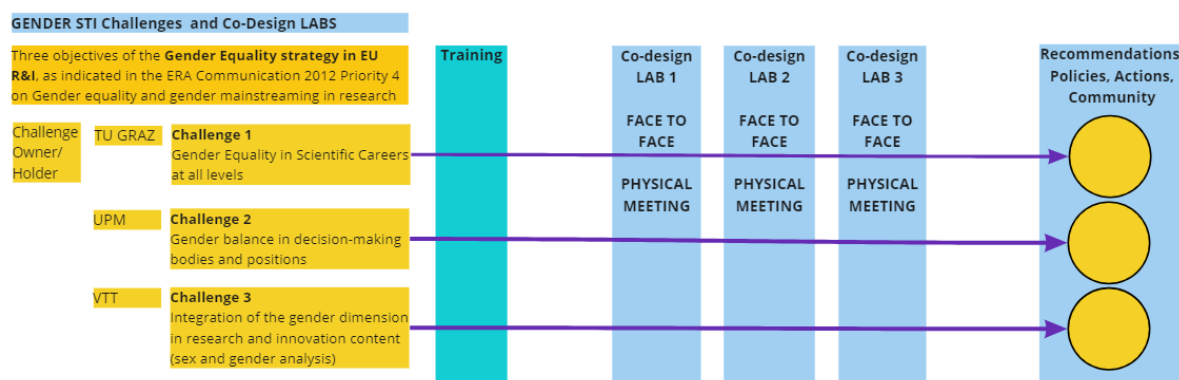 GENDER STI Challenges and Co-Design LABS
Three objectives of the Gender Equality strategy in EU
R&I, as indicated in the ERA Communication 2012 Priority 4
on Gender equality and gender mainstreaming in research
Challenge
Owner/
Holder
TU GRAZ
Challenge 1
Gender Equality in Scientific Careers
at all levels
UPM
Challenge 2
Gender balance in decision-making
bodies and positions
VTT
Challenge 3
Integration of the gender dimension
in research and innovation content
(sex and gender analysis)
Training
Co-design
LAB 1
FACE TO
FACE
PHYSICAL
MEETING
Co-design
LAB 2
FACE TO
FACE
PHYSICAL
MEETING
Co-design
LAB 3
FACE TO
FACE
PHYSICAL
MEETING
Recommendations,
Policies, Actions,
Community